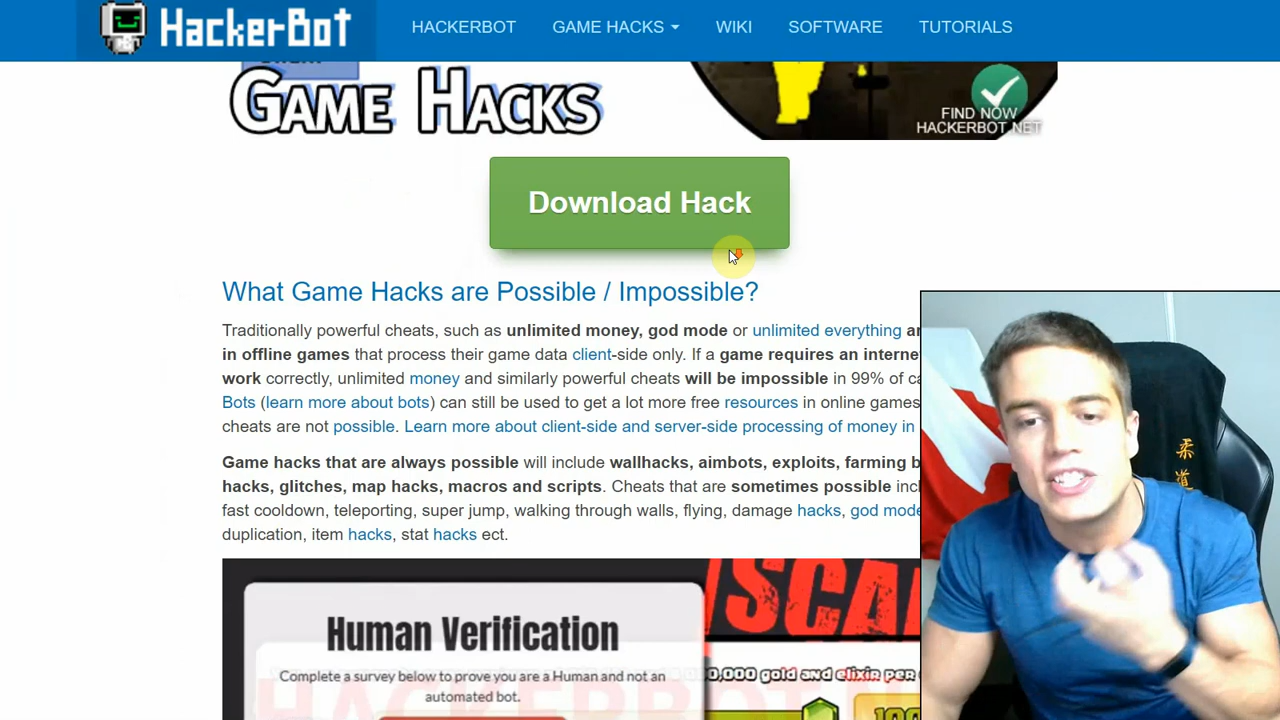 HackerBot
HACKERBOT
GAME HACKS
WIKI
SOFTWARE
TUTORIALS
GAME HACKS
FIND NOW
HACKERBOT.NET
Download Hack
What Game Hacks are Possible / Impossible?
Traditionally powerful cheats, such as unlimited money, god mode or unlimited everything
in offline games that process their game data client-side only. If a game requires an
work correctly, unlimited money and similarly powerful cheats will be impossible in 99% of
Bots (learn more about bots) can still be used to get a lot more free resources in online games
cheats are not possible. Learn more about client-side and server-side processing of money in
Game hacks that are always possible will include wallhacks, aimbots, exploits, farming
hacks, glitches, map hacks, macros and scripts. Cheats that are sometimes possible
fast cooldown, teleporting, super jump, walking through walls, flying, damage hacks, god
duplication, item hacks, stat hacks ect.
Human Verification
Complete a survey below to prove you are a Human and not an
automated bot.
gold and elixir per
柔
道